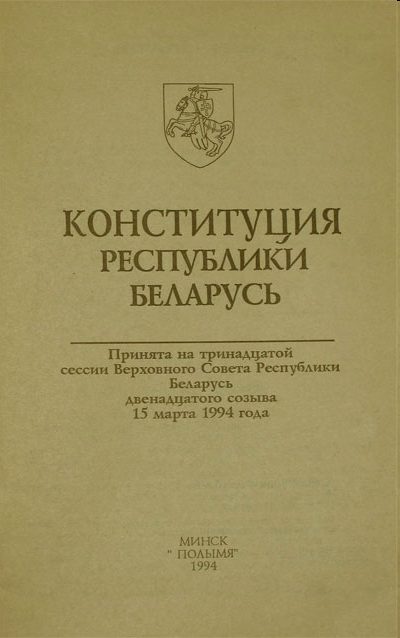 КОНСТИТУЦИЯ
РЕСПУБЛИКИ
БЕЛАРУСЬ
Принята на тринадцатой
сессии Верховного Совета Республики
Беларусь
двенадцатого созыва
15 марта 1994 года
МИНСК
" ПОЛЫМЯ"
1994